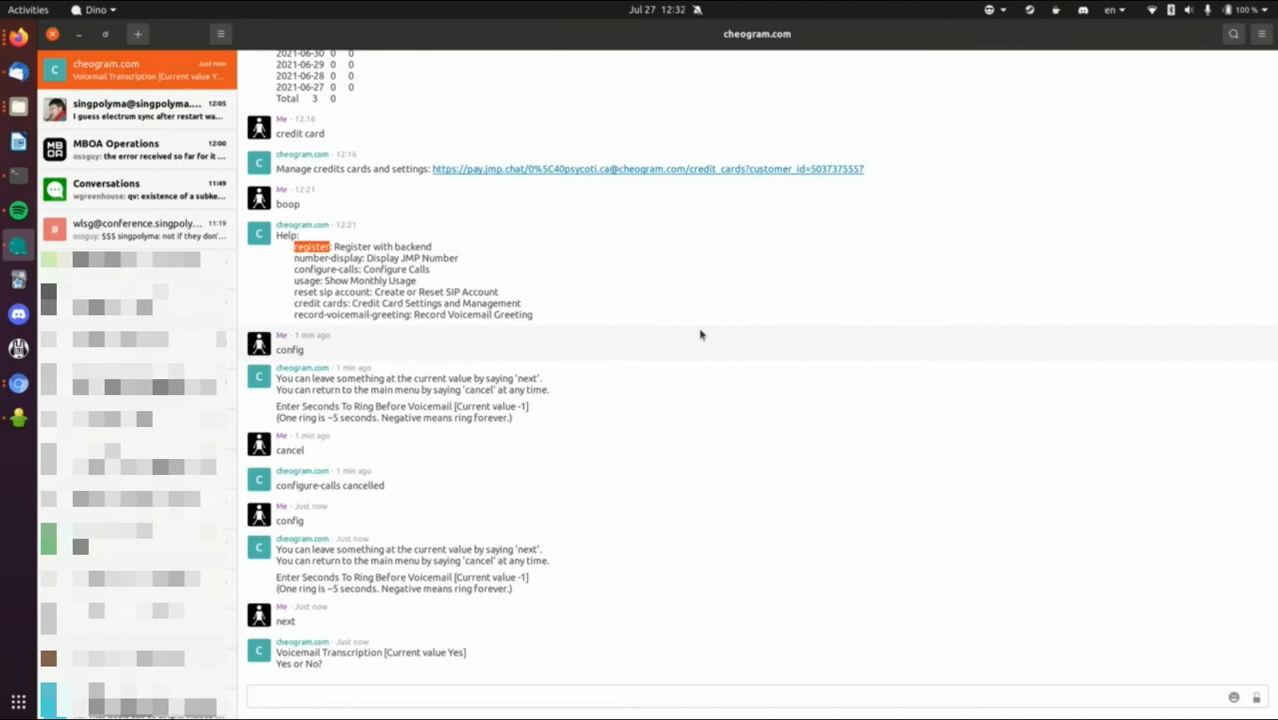 Activities
Dino
Jul 27 12:32
en
100 %
cheogram.com
cheogram.com
Just now
Voicemail Transcription [Current value Y...
singpolyma@singpolyma....
12:05
I guess electrum sync after restart wa...
MBOA
MBOA Operations
12:00
ossguy: the error received so far for it ...
Conversations
11:49
wgreenhouse: qv: existence of a subke...
wlsg@conference.singpoly...
11:19
ossguy: $$$ singpolyma: not if they don'...
2021-06-30 0 0
2021-06-29 0 0
2021-06-28 0 0
2021-06-27 0 0
Total 3 0
Me - 12:16
credit card
cheogram.com - 12:16
Manage credits cards and settings: https://pay.jmp.chat/0%5C40psycoti.ca@cheogram.com/credit_cards?customer_id=5037375557
Me - 12:21
boop
cheogram.com - 12:21
Help:
register: Register with backend
number-display: Display JMP Number
configure-calls: Configure Calls
usage: Show Monthly Usage
reset sip account: Create or Reset SIP Account
credit cards: Credit Card Settings and Management
record-voicemail-greeting: Record Voicemail Greeting
Me - 1 min ago
config
cheogram.com - 1 min ago
You can leave something at the current value by saying 'next'.
You can return to the main menu by saying 'cancel' at any time.
Enter Seconds To Ring Before Voicemail [Current value -1]
(One ring is ~5 seconds. Negative means ring forever.)
Me - 1 min ago
cancel
cheogram.com - 1 min ago
configure-calls cancelled
Me - Just now
config
cheogram.com - Just now
You can leave something at the current value by saying 'next'.
You can return to the main menu by saying 'cancel' at any time.
Enter Seconds To Ring Before Voicemail [Current value -1]
(One ring is ~5 seconds. Negative means ring forever.)
Me - Just now
next
cheogram.com - Just now
Voicemail Transcription [Current value Yes]
Yes or No?